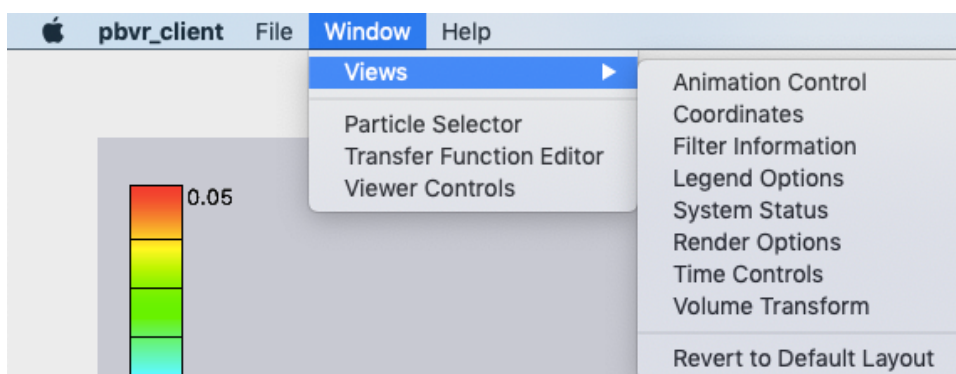 pbvr_client File Window Help
Views
Particle Selector
Transfer Function Editor
Viewer Controls
Animation Control
Coordinates
Filter Information
Legend Options
System Status
Render Options
Time Controls
Volume Transform
Revert to Default Layout
0.05